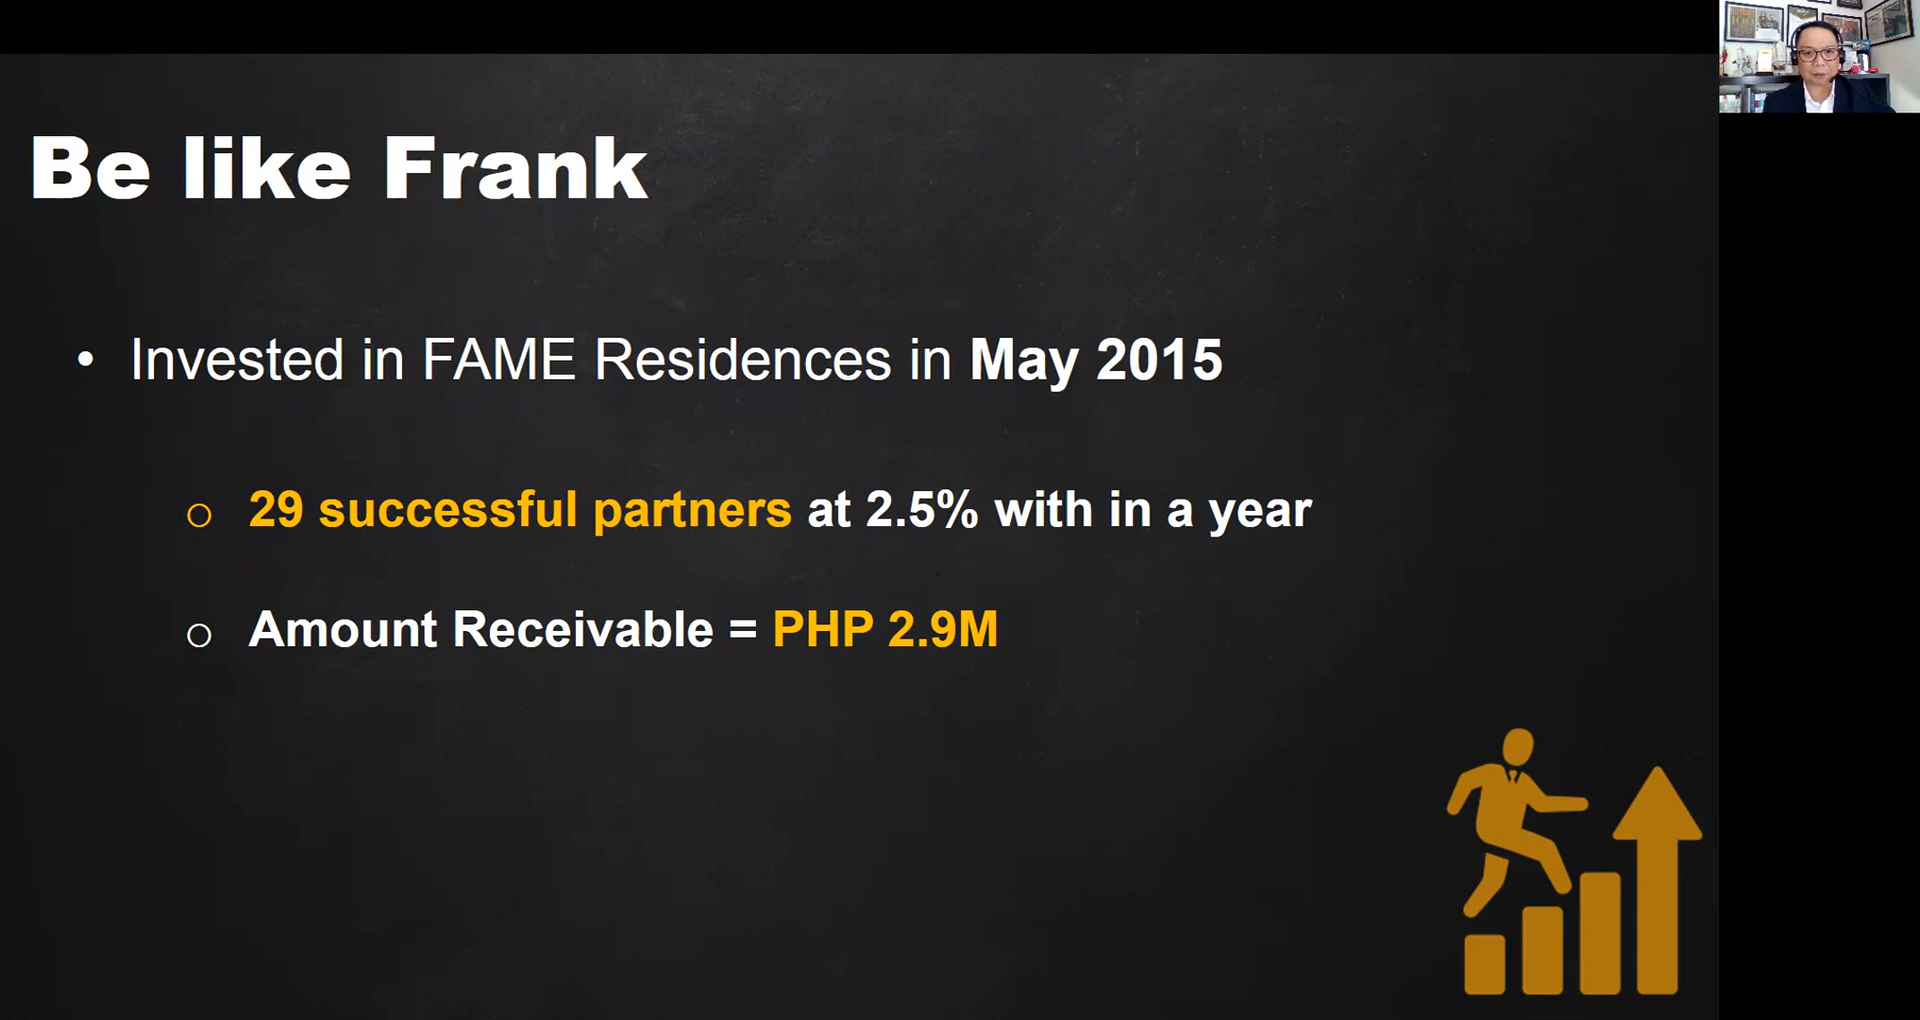 Be like Frank
• Invested in FAME Residences in May 2015
o 29 successful partners at 2.5% with in a year
o Amount Receivable = PHP 2.9M